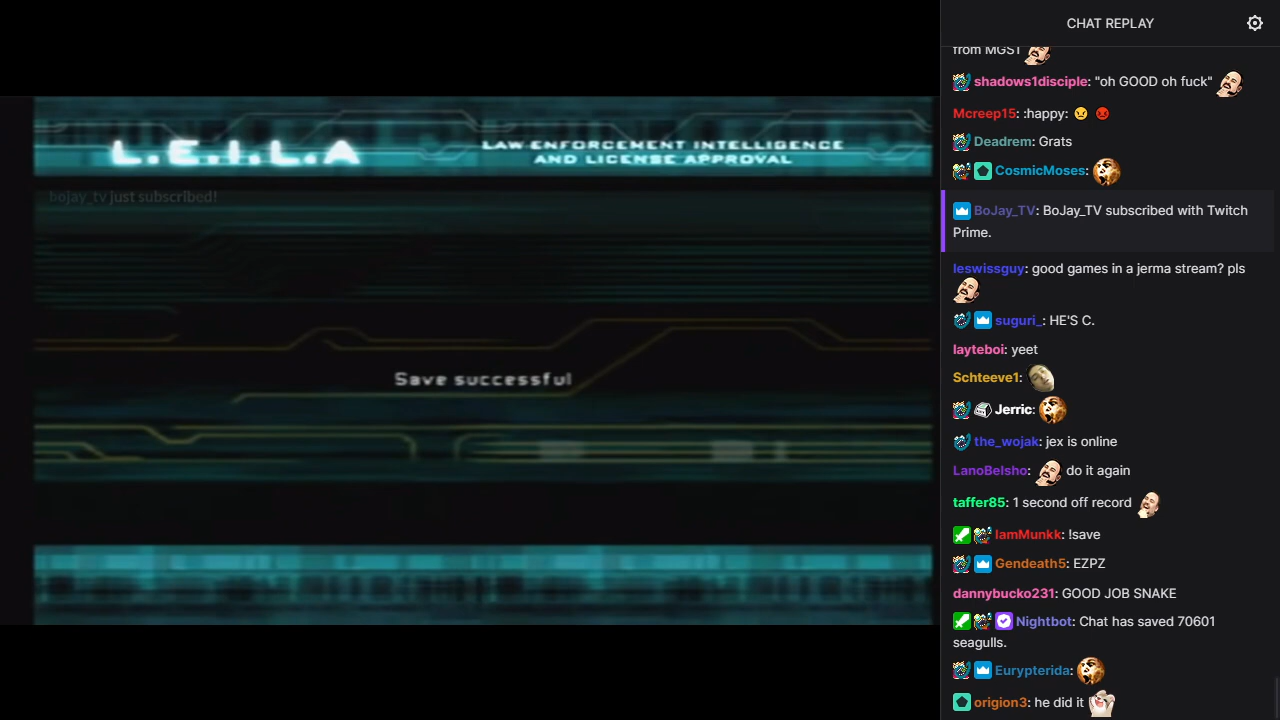 L.E.I.L.A
LAW ENFORCEMENT INTELLIGENCE
AND LICENSE APPROVAL
bojay_tv just subscribed!
Save successful
CHAT REPLAY
from MGS1
shadows1disciple: "oh GOOD oh fuck"
Mcreep15: :happy:
Deadrem: Grats
CosmicMoses:
BoJay_TV: BoJay_TV subscribed with Twitch
Prime.
leswissguy: good games in a jerma stream? pls
suguri_: HE'S C.
layteboi: yeet
Schteeve1:
Jerric:
the_wojak: jex is online
LanoBelsho: do it again
taffer85: 1 second off record
IamMunkk: !save
Gendeath5: EZPZ
dannybucko231: GOOD JOB SNAKE
Nightbot: Chat has saved 70601
seagulls.
Eurypterida:
origion3: he did it